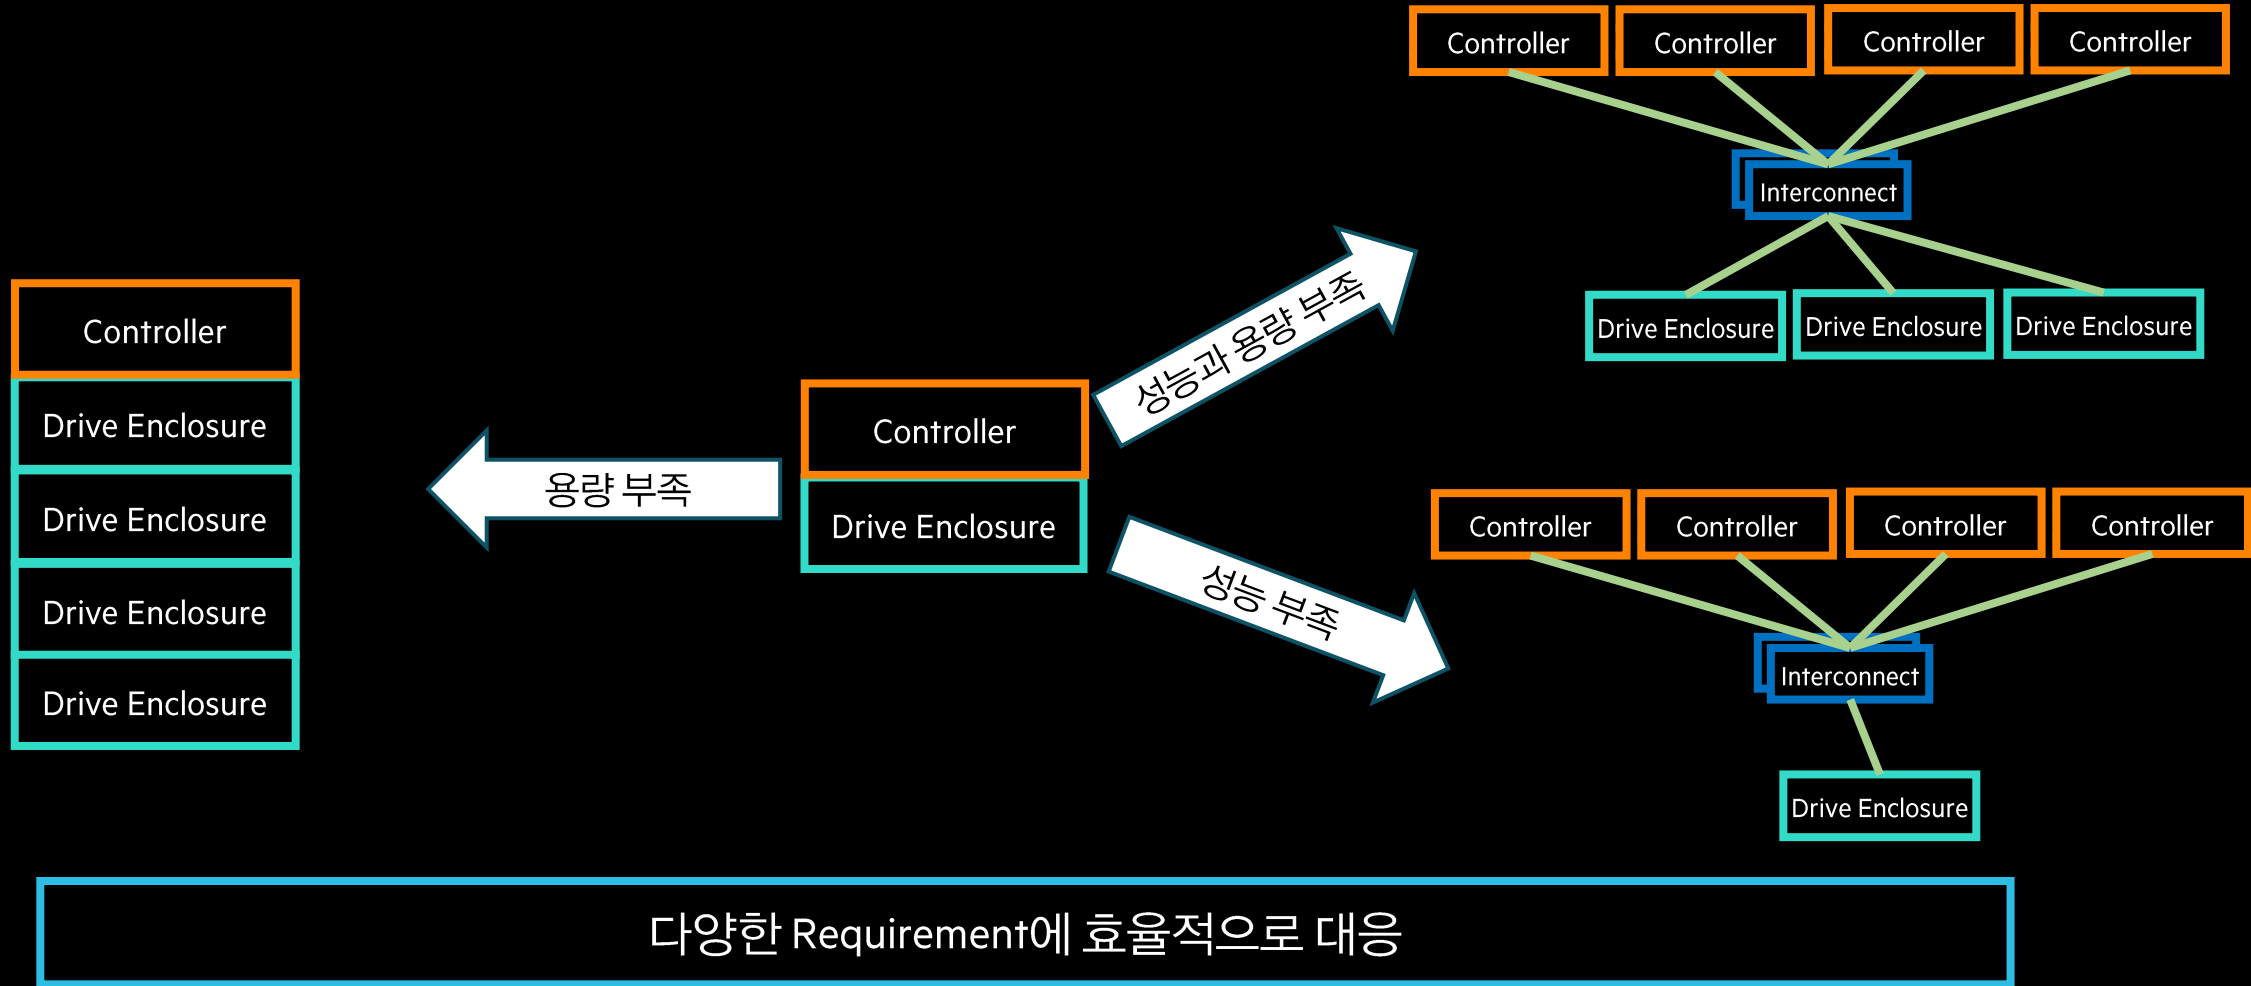 Controller
Drive Enclosure
Drive Enclosure
Drive Enclosure
Drive Enclosure
용량 부족
Controller
Drive Enclosure
성능과 용량 부족
성능 부족
Controller
Controller
Controller
Controller
Interconnect
Drive Enclosure
Drive Enclosure
Drive Enclosure
Controller
Controller
Controller
Controller
Interconnect
Drive Enclosure
다양한 Requirement에 효율적으로 대응